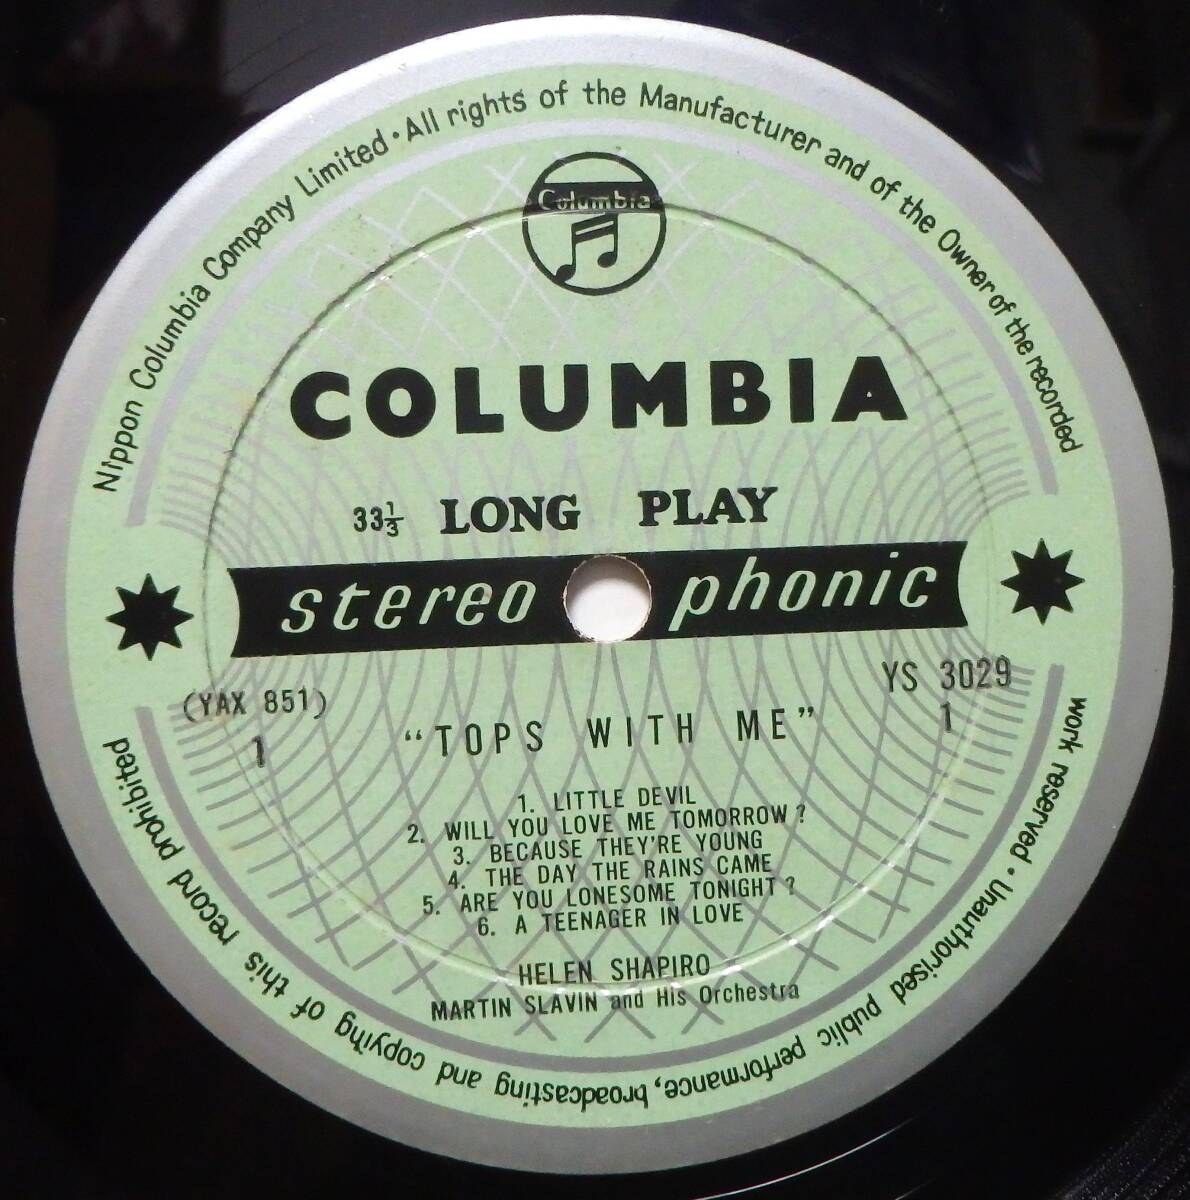 Nippon Columbia Company Limited · All rights of the Manufacturer and of the Owner of the recorded
work reserved · Unauthorised public performance, broadcasting and copying of this record prohibited
Columbia
COLUMBIA
33⅓ LONG PLAY
stereo phonic
(YAX 851) YS 3029
1 "TOPS WITH ME" 1
1. LITTLE DEVIL
2. WILL YOU LOVE ME TOMORROW?
3. BECAUSE THEY'RE YOUNG
4. THE DAY THE RAINS CAME
5. ARE YOU LONESOME TONIGHT?
6. A TEENAGER IN LOVE
HELEN SHAPIRO
MARTIN SLAVIN and His Orchestra